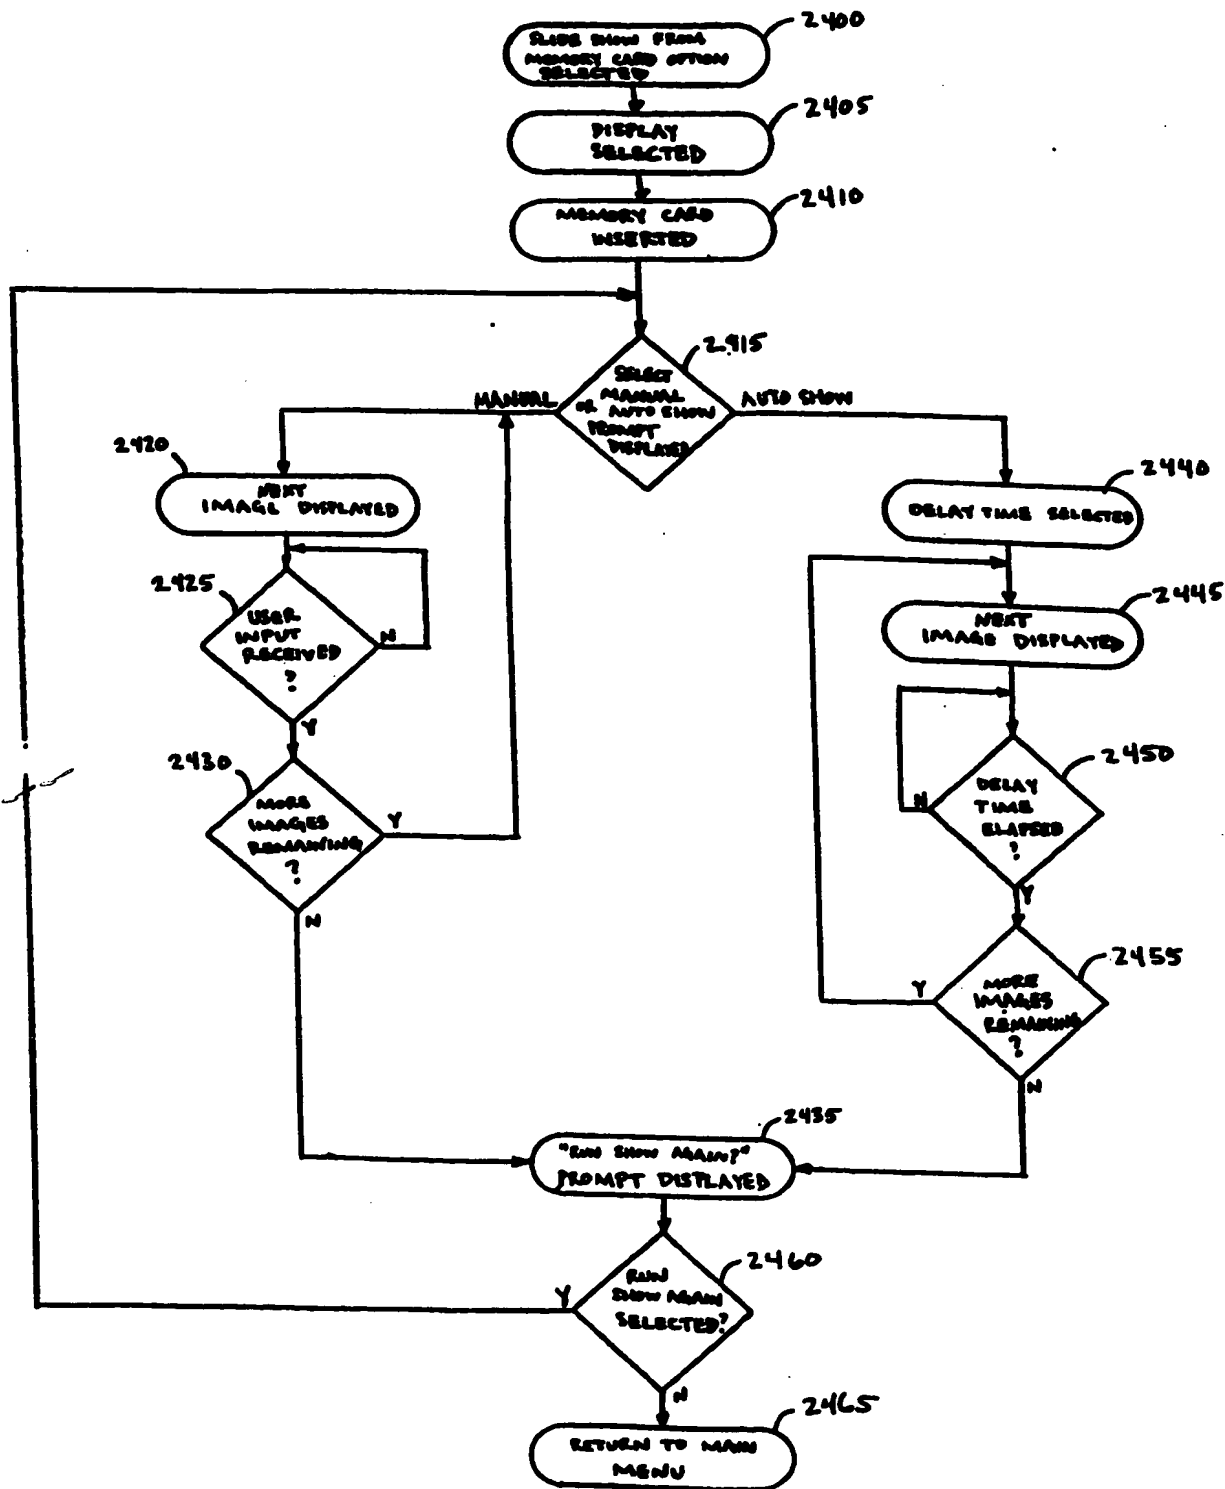 2400
SLIDE SHOW FROM
MEMORY CARD OPTION
SELECTED
2405
DISPLAY
SELECTED
2410
MEMORY CARD
INSERTED
2415
SELECT
MANUAL
OR AUTO SHOW
PROMPT
DISPLAYED
MANUAL
AUTO SHOW
2420
NEXT
IMAGE DISPLAYED
2425
USER
INPUT
RECEIVED
?
N
Y
2430
MORE
IMAGES
REMAINING
?
Y
N
2440
DELAY TIME SELECTED
2445
NEXT
IMAGE DISPLAYED
2450
DELAY
TIME
ELAPSED
?
N
Y
2455
MORE
IMAGES
REMAINING
?
Y
N
2435
"RUN SHOW AGAIN?"
PROMPT DISPLAYED
2460
RUN
SHOW AGAIN
SELECTED?
Y
N
2465
RETURN TO MAIN
MENU